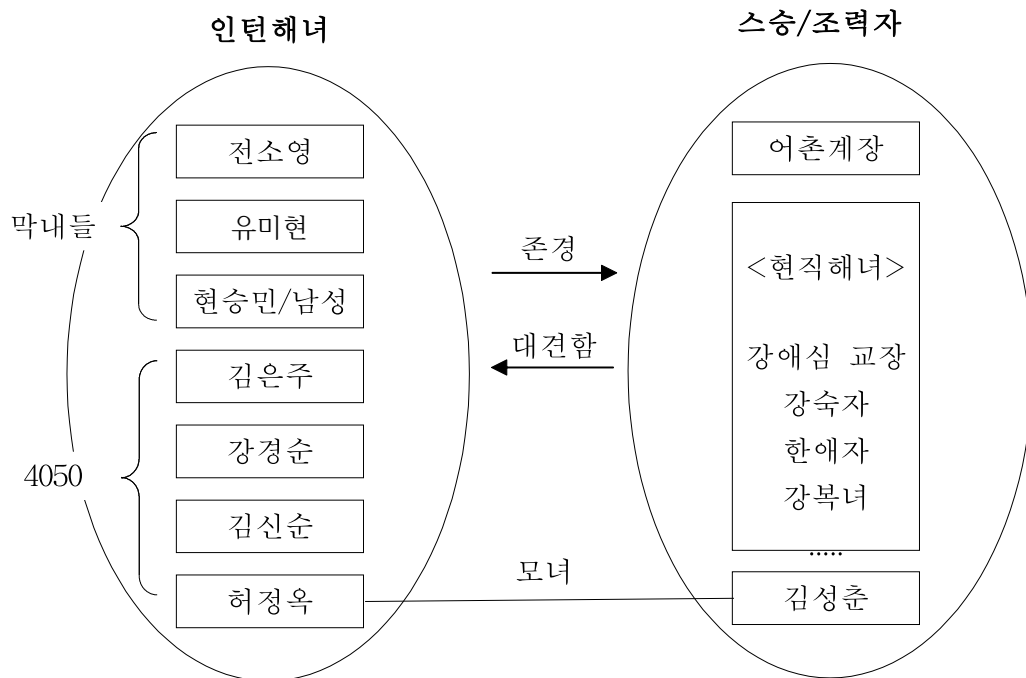 인턴해녀
스승/조력자
막내들
전소영
유미현
현승민/남성
4050
김은주
강경순
김신순
허정옥
존경
대견함
모녀
어촌계장
<현직해녀>
강애심 교장
강숙자
한애자
강복녀
.....
김성춘